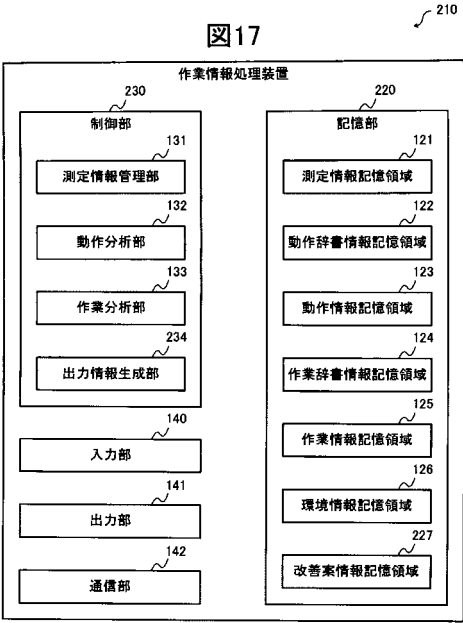 210
図17
作業情報処理装置
230
制御部
131
測定情報管理部
132
動作分析部
133
作業分析部
234
出力情報生成部
140
入力部
141
出力部
142
通信部
220
記憶部
121
測定情報記憶領域
122
動作辞書情報記憶領域
123
動作情報記憶領域
124
作業辞書情報記憶領域
125
作業情報記憶領域
126
環境情報記憶領域
227
改善案情報記憶領域